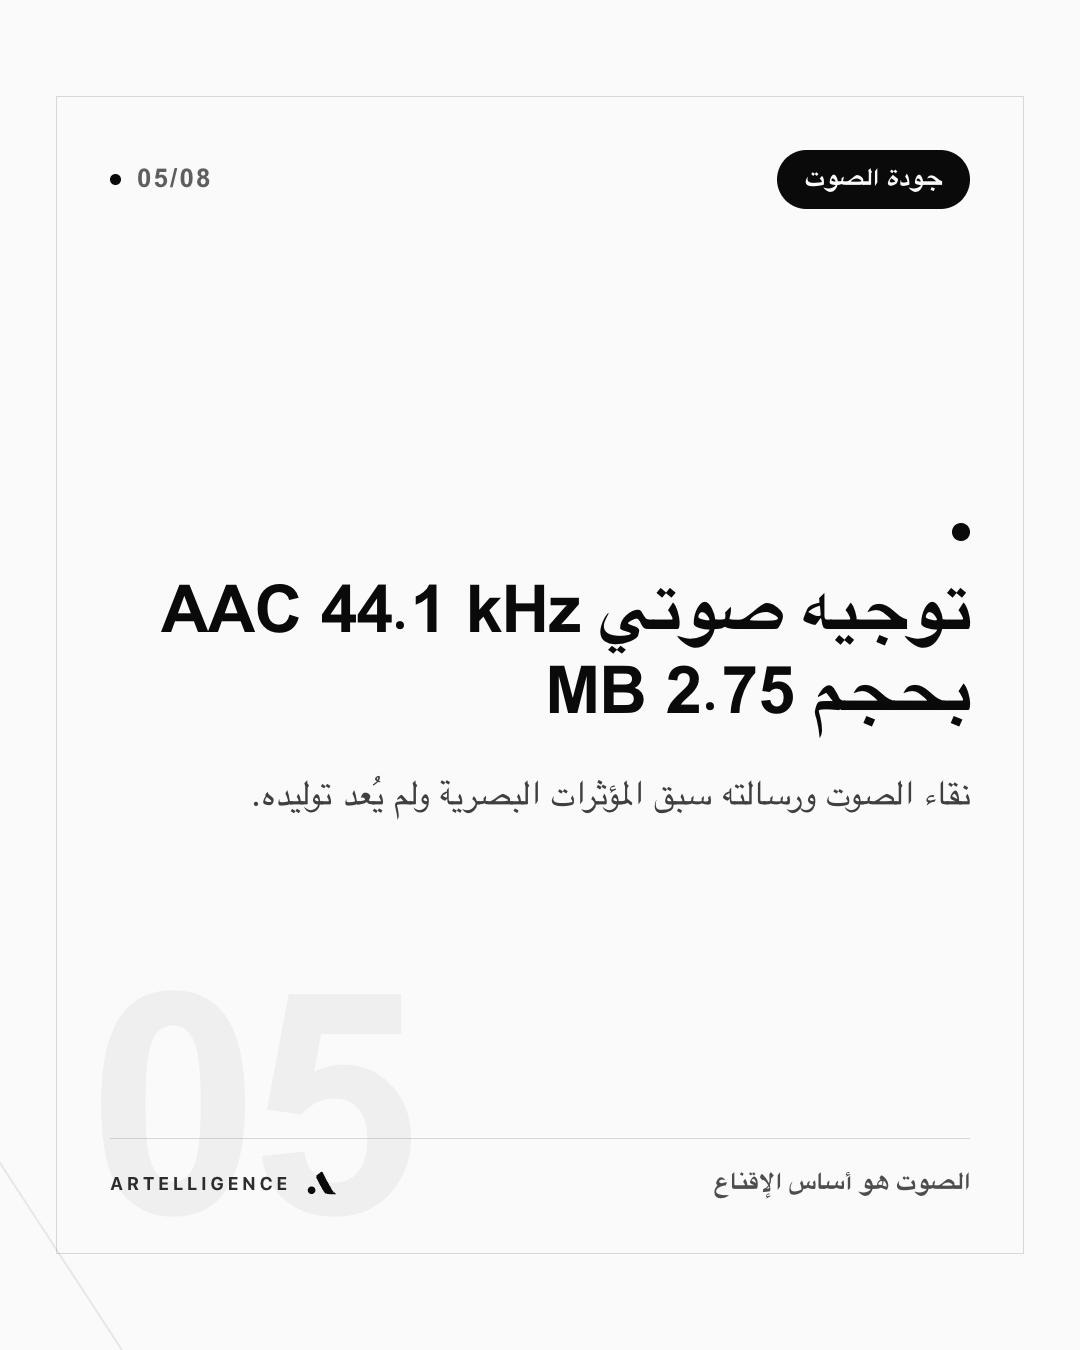 جودة الصوت
05/08
توجيه صوتي AAC 44.1 kHz
بحجم 2.75 MB
نقاء الصوت ورسالته سبق المؤثرات البصرية ولم يُعد توليده.
05
الصوت هو أساس الإقناع
ARTELLIGENCE